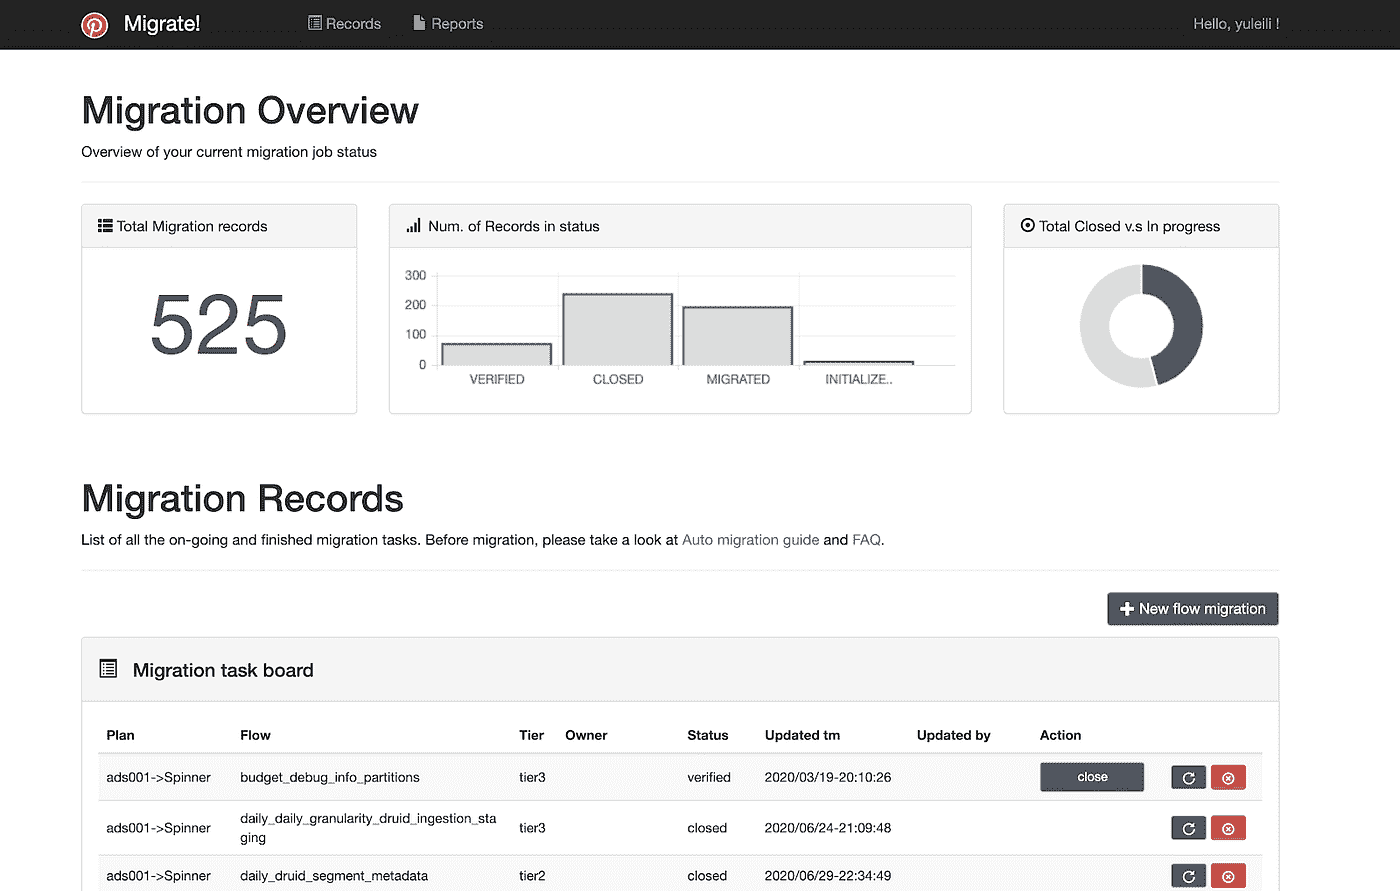 Migrate! Records Reports Hello, yuleili !
Migration Overview
Overview of your current migration job status
Total Migration records
525
Num. of Records in status
300
200
100
0
VERIFIED CLOSED MIGRATED INITIALIZE..
Total Closed v.s In progress
Migration Records
List of all the on-going and finished migration tasks. Before migration, please take a look at Auto migration guide and FAQ.
New flow migration
Migration task board
Plan Flow Tier Owner Status Updated tm Updated by Action
ads001->Spinner budget_debug_info_partitions tier3 verified 2020/03/19-20:10:26 close
ads001->Spinner daily_daily_granularity_druid_ingestion_sta tier3 closed 2020/06/24-21:09:48
ging
ads001->Spinner daily_druid_segment_metadata tier2 closed 2020/06/29-22:34:49